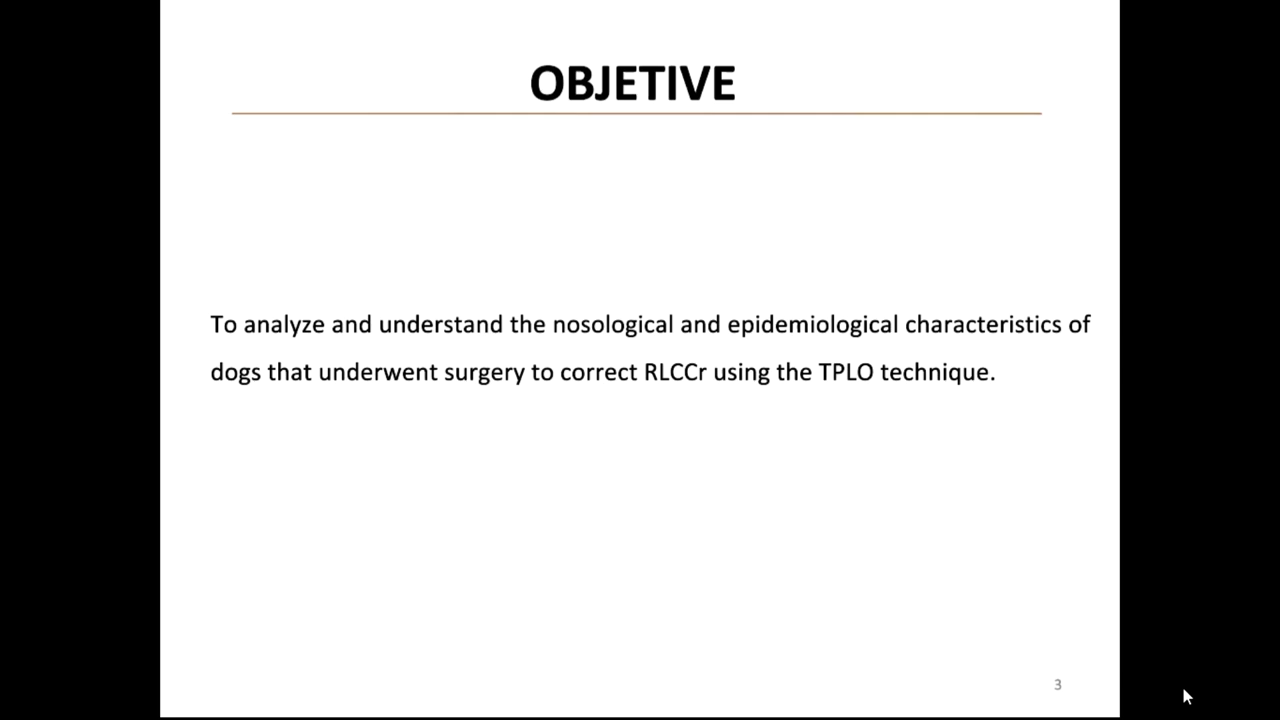 OBJETIVE
To analyze and understand the nosological and epidemiological characteristics of
dogs that underwent surgery to correct RLCCr using the TPLO technique.
3